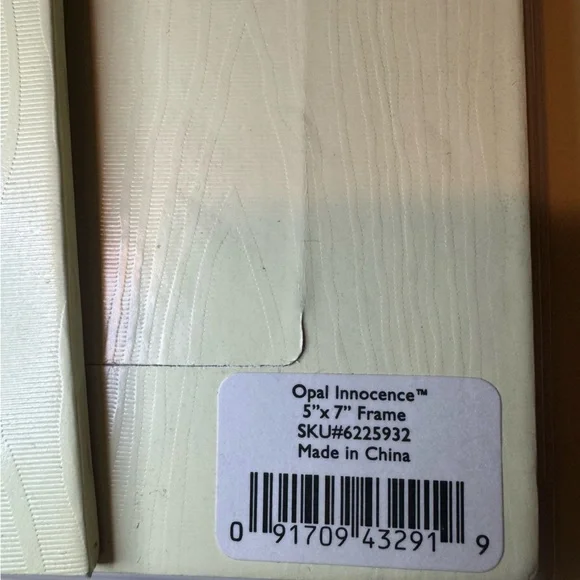 Opal Innocence™
5”x 7” Frame
SKU#6225932
Made in China
0 91709 43291 9